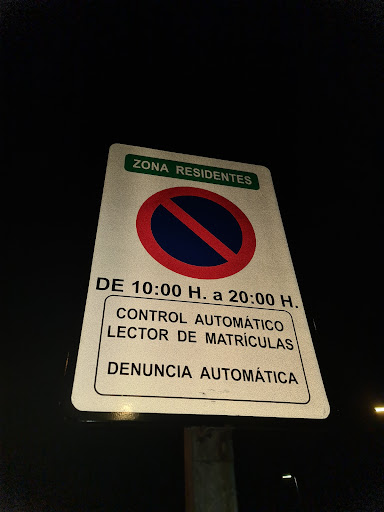 ZONA RESIDENTES
DE 10:00 H. a 20:00 H.
CONTROL AUTOMÁTICO
LECTOR DE MATRÍCULAS
DENUNCIA AUTOMÁTICA